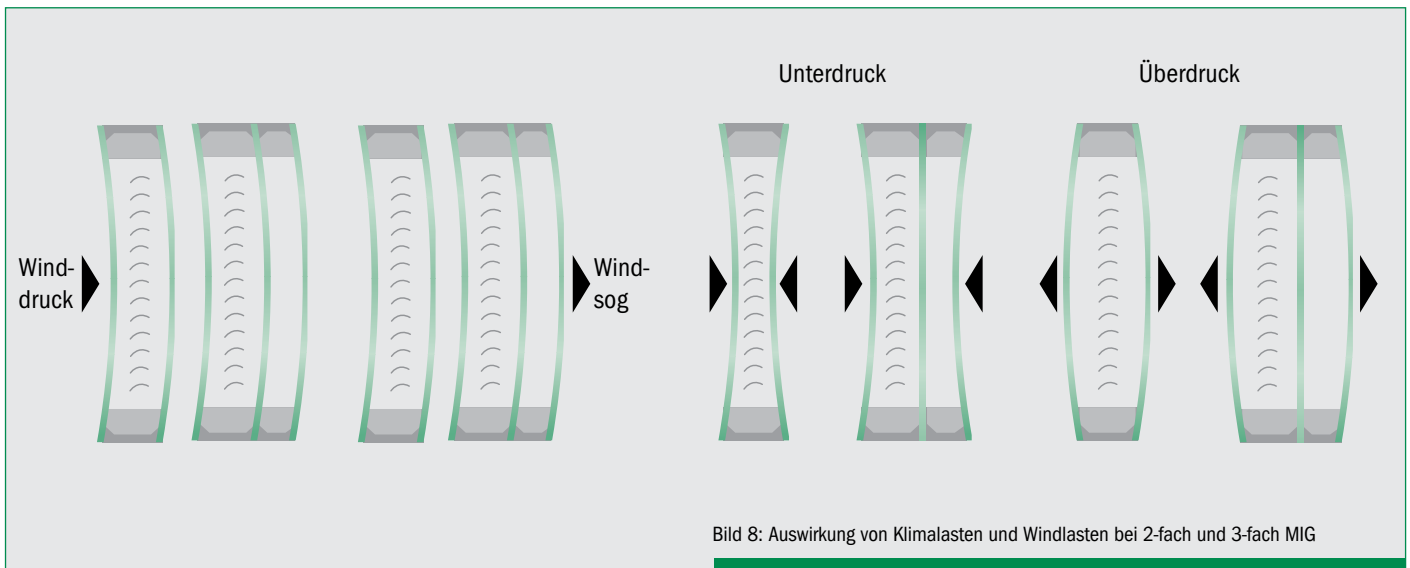 Unterdruck
Überdruck
Wind-
druck
Wind-
sog
Bild 8: Auswirkung von Klimalasten und Windlasten bei 2-fach und 3-fach MIG